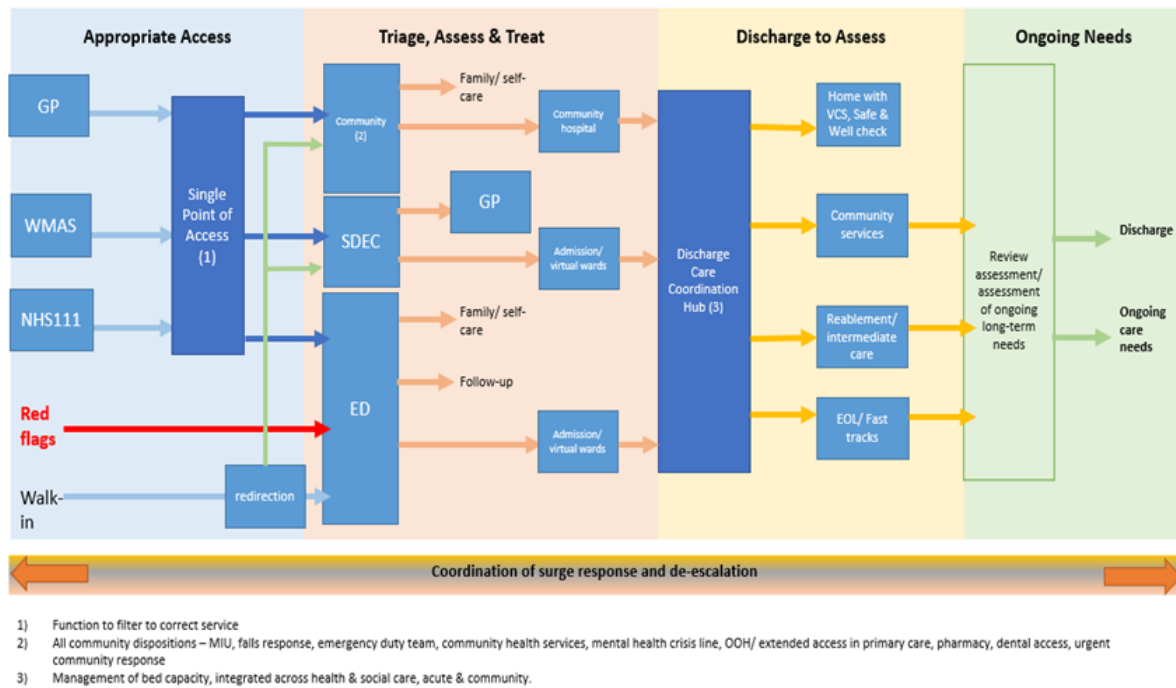 Appropriate Access
Triage, Assess & Treat
Discharge to Assess
Ongoing Needs
GP
WMAS
NHS111
Red
flags
Walk-
in
Single
Point of
Access
(1)
redirection
Community
(2)
SDEC
ED
Family/ self-
care
Community
hospital
GP
Admission/
virtual wards
Family/ self-
care
Follow-up
Admission/
virtual wards
Discharge
Care
Coordination
Hub (3)
Home with
VCS, Safe &
Well check
Community
services
Reablement/
intermediate
care
EOL/ Fast
tracks
Review
assessment/
assessment
of ongoing
long-term
needs
Discharge
Ongoing
care
needs
Coordination of surge response and de-escalation
1) Function to filter to correct service
2) All community dispositions – MIU, falls response, emergency duty team, community health services, mental health crisis line, OOH/ extended access in primary care, pharmacy, dental access, urgent
community response
3) Management of bed capacity, integrated across health & social care, acute & community.